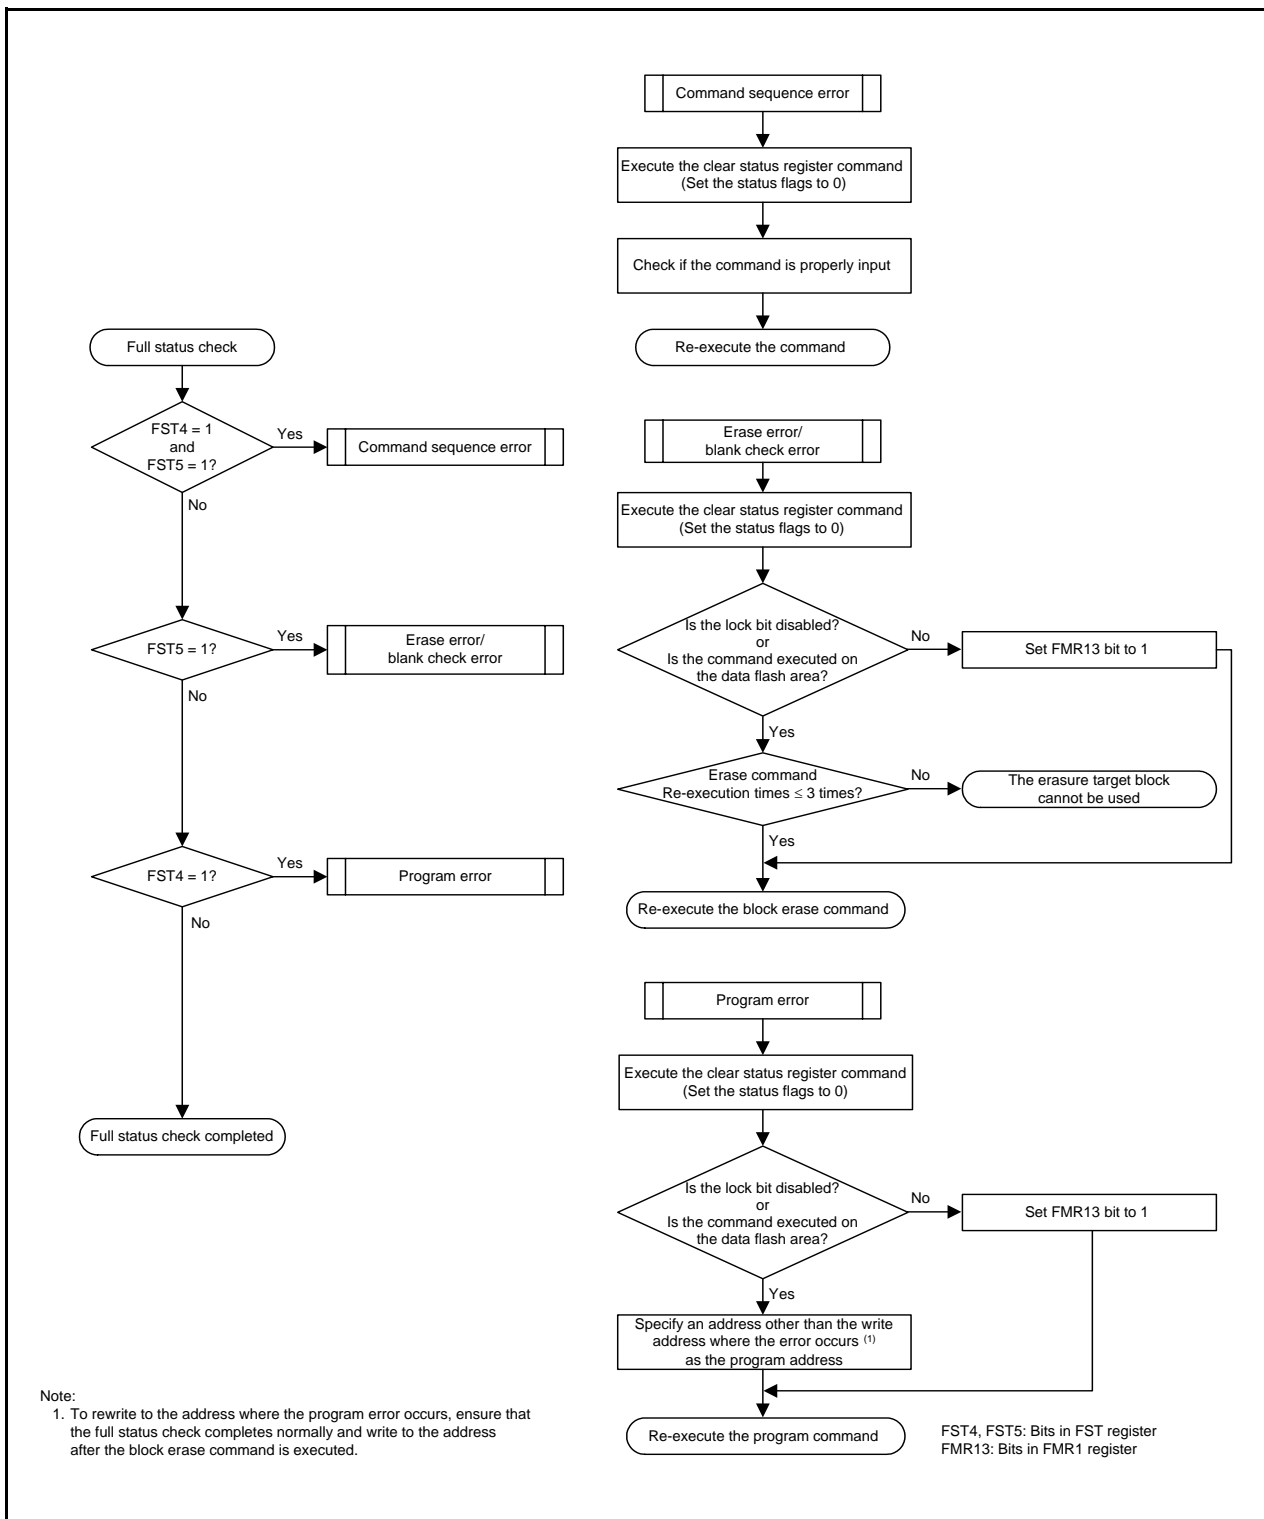 Command sequence error
Execute the clear status register command
(Set the status flags to 0)
Check if the command is properly input
Re-execute the command
Full status check
FST4 = 1
and
FST5 = 1?
Yes
Command sequence error
No
FST5 = 1?
Yes
Erase error/
blank check error
No
FST4 = 1?
Yes
Program error
No
Full status check completed
Erase error/
blank check error
Execute the clear status register command
(Set the status flags to 0)
Is the lock bit disabled?
or
Is the command executed on
the data flash area?
No
Set FMR13 bit to 1
Yes
Erase command
Re-execution times ≤ 3 times?
No
The erasure target block
cannot be used
Yes
Re-execute the block erase command
Program error
Execute the clear status register command
(Set the status flags to 0)
Is the lock bit disabled?
or
Is the command executed on
the data flash area?
No
Set FMR13 bit to 1
Yes
Specify an address other than the write
address where the error occurs (1)
as the program address
Re-execute the program command
Note:
1. To rewrite to the address where the program error occurs, ensure that
the full status check completes normally and write to the address
after the block erase command is executed.
FST4, FST5: Bits in FST register
FMR13: Bits in FMR1 register